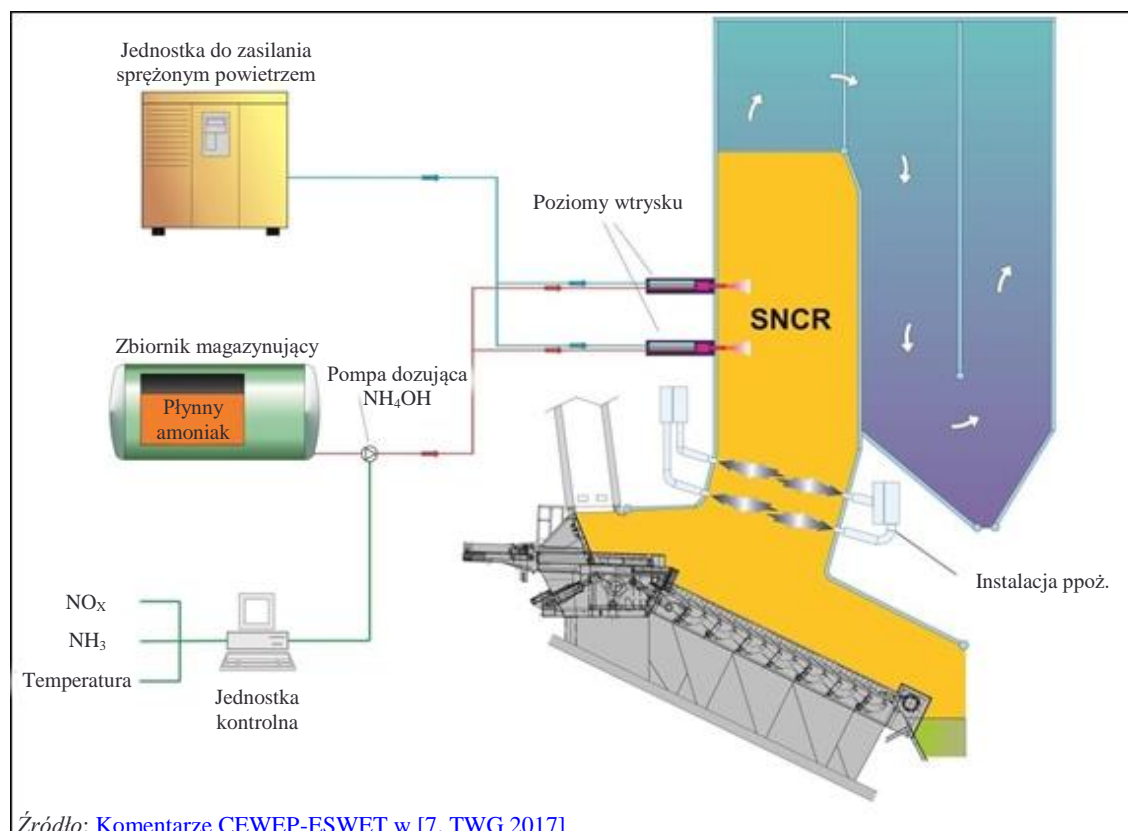 Jednostka do zasilania
sprężonym powietrzem
Poziomy wtrysku
SNCR
Zbiornik magazynujący
Płynny
amoniak
Pompa dozująca
NH₄OH
Instalacja ppoż.
NOₓ
NH₃
Temperatura
Jednostka
kontrolna
Źródło: Komentarze CEWEP-ESWET w [7, TWG 2017]